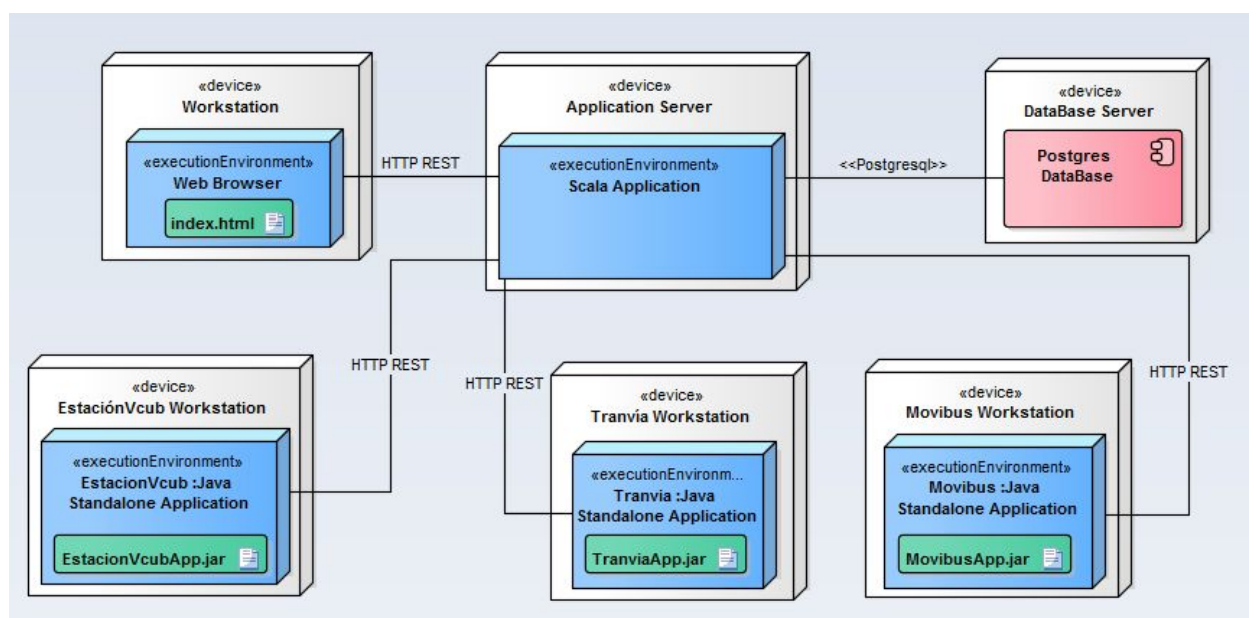 «device»
Workstation
«executionEnvironment»
Web Browser
index.html
HTTP REST
«device»
Application Server
«executionEnvironment»
Scala Application
<<Postgresql>>
«device»
DataBase Server
Postgres
DataBase
HTTP REST
HTTP REST
HTTP REST
«device»
EstaciónVcub Workstation
«executionEnvironment»
EstacionVcub :Java
Standalone Application
EstacionVcubApp.jar
«device»
Tranvía Workstation
«executionEnvironm...
Tranvia :Java
Standalone Application
TranviaApp.jar
«device»
Movibus Workstation
«executionEnvironment»
Movibus :Java
Standalone Application
MovibusApp.jar